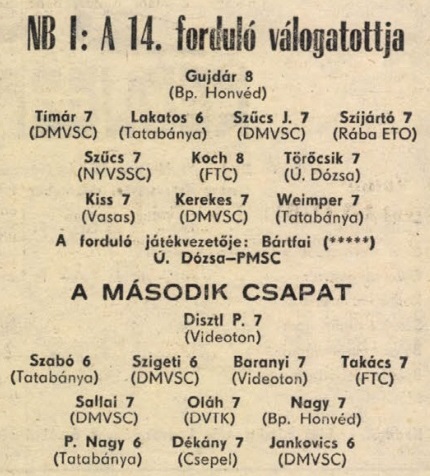 NB I: A 14. forduló válogatottja
Gujdár 8
(Bp. Honvéd)
Tímár 7 Lakatos 6 Szűcs J. 7 Szíjártó 7
(DMVSC) (Tatabánya) (DMVSC) (Rába ETO)
Szűcs 7 Koch 8 Törőcsik 7
(NYVSSC) (FTC) (Ú. Dózsa)
Kiss 7 Kerekes 7 Weimper 7
(Vasas) (DMVSC) (Tatabánya)
A forduló játékvezetője: Bártfai (*****)
Ú. Dózsa—PMSC
A MÁSODIK CSAPAT
Disztl P. 7
(Videoton)
Szabó 6 Szigeti 6 Baranyi 7 Takács 7
(Tatabánya) (DMVSC) (Videoton) (FTC)
Sallai 7 Oláh 7 Nagy 7
(DMVSC) (DVTK) (Bp. Honvéd)
P. Nagy 6 Dékány 7 Jankovics 6
(Tatabánya) (Csepel) (DMVSC)